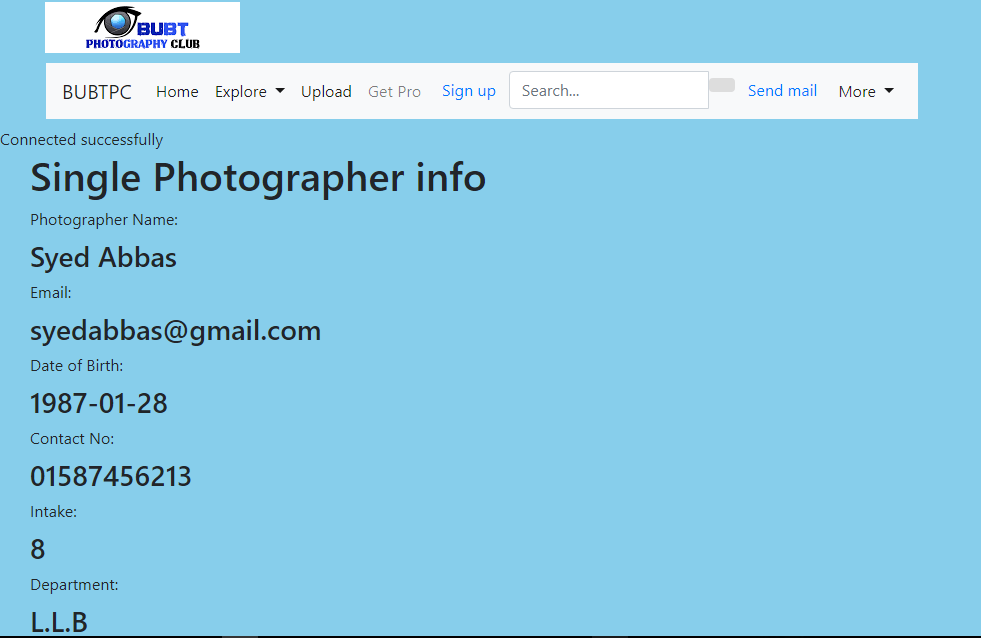 BUBT
PHOTOGRAPHY CLUB
BUBTPC Home Explore Upload Get Pro Sign up Search... Send mail More
Connected successfully
Single Photographer info
Photographer Name:
Syed Abbas
Email:
syedabbas@gmail.com
Date of Birth:
1987-01-28
Contact No:
01587456213
Intake:
8
Department:
L.L.B